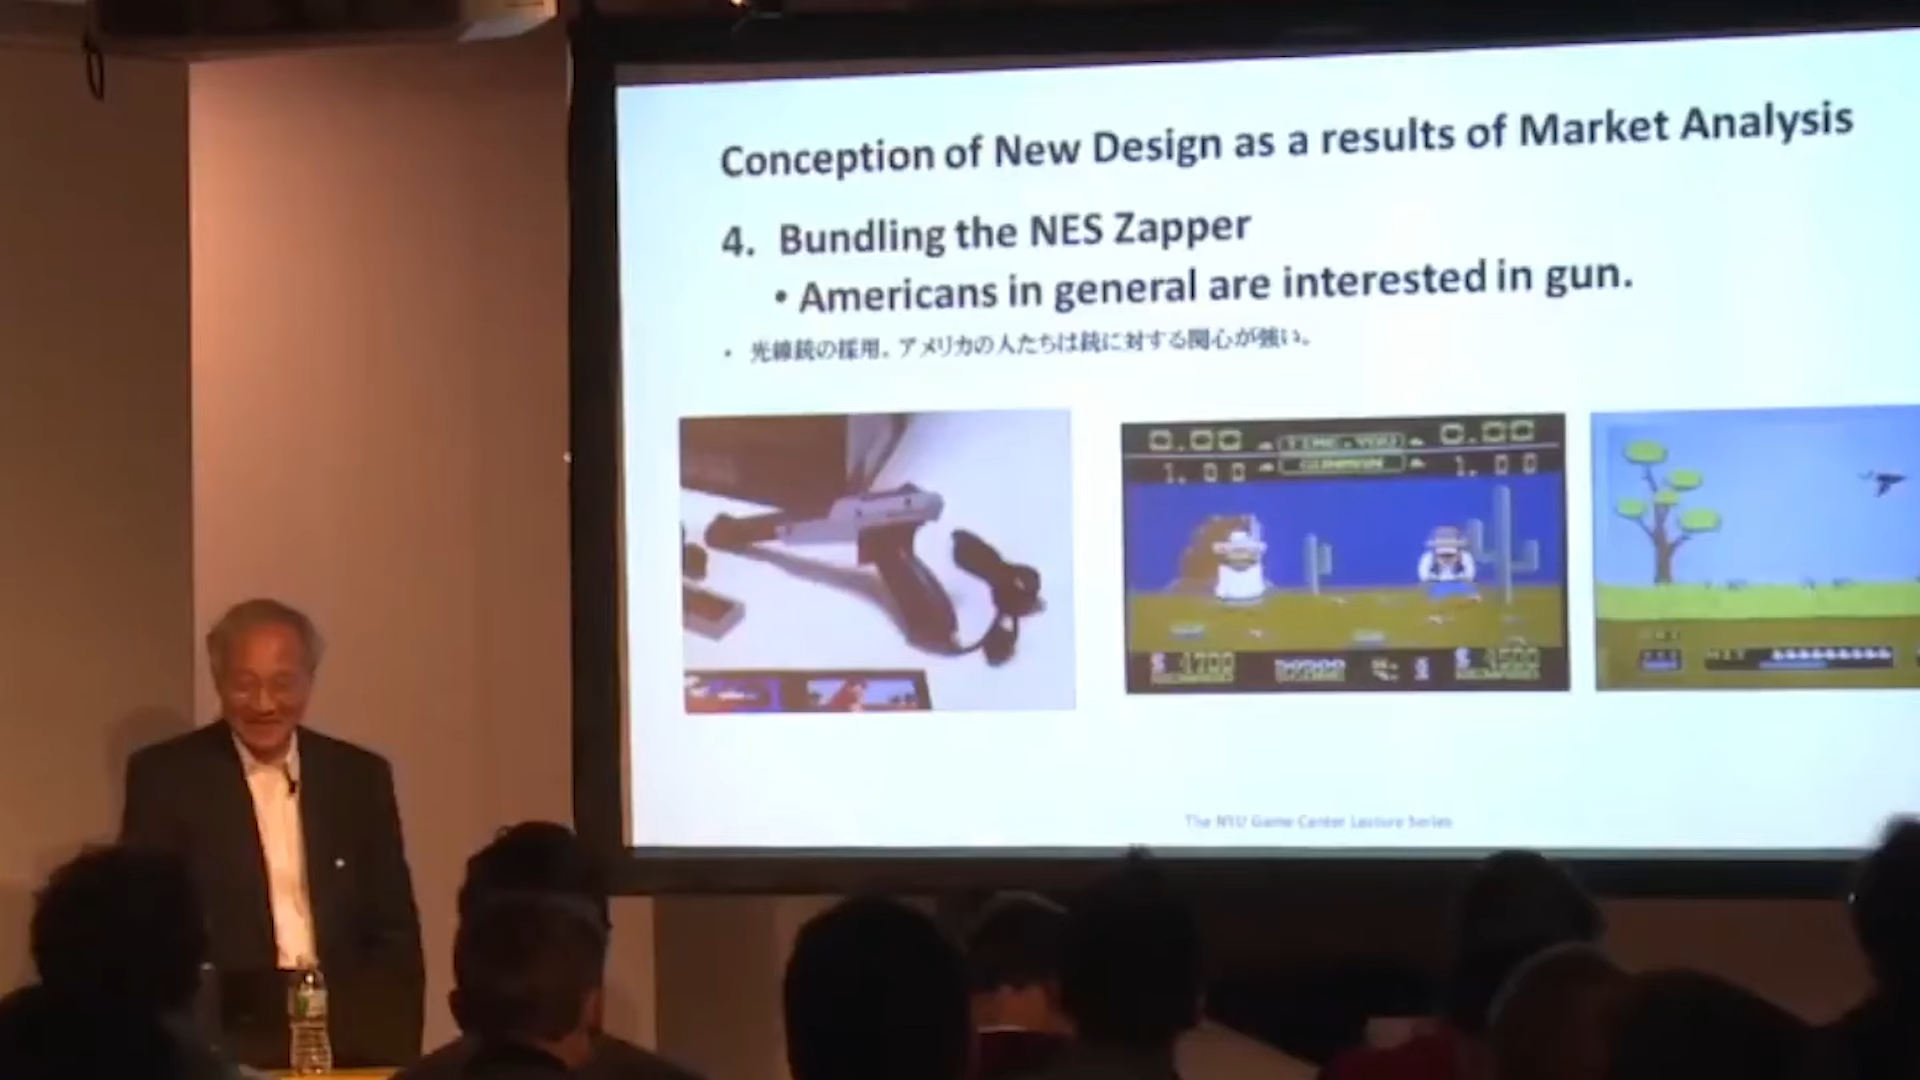 Conception of New Design as a results of Market Analysis
4. Bundling the NES Zapper
• Americans in general are interested in gun.
• 光線銃の採用。アメリカの人たちは銃に対する関心が強い。
0.00 0.00
1.00 1.00
The NYU Game Center Lecture Series